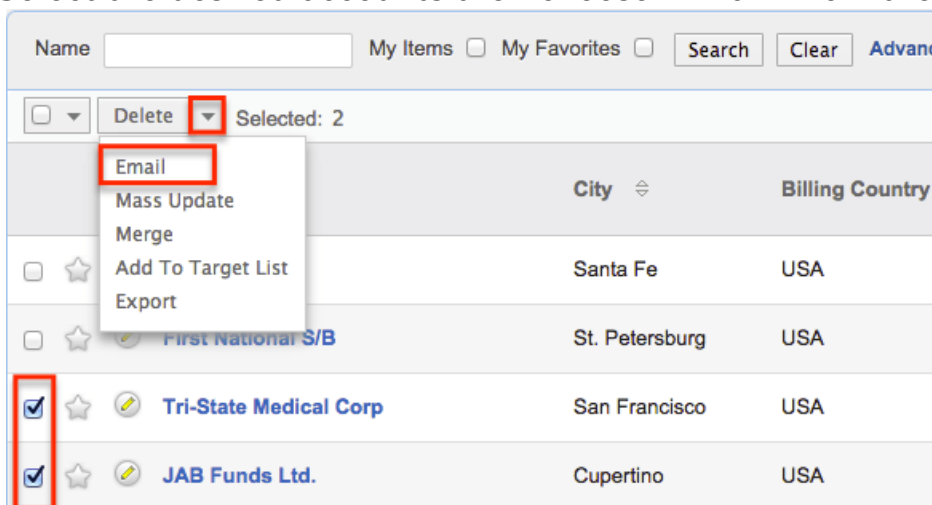 Name My Items My Favorites Search Clear
Delete Selected: 2
Email
Mass Update
Merge
Add To Target List
Export
City Billing Country
Santa Fe USA
First National S/B St. Petersburg USA
Tri-State Medical Corp San Francisco USA
JAB Funds Ltd. Cupertino USA